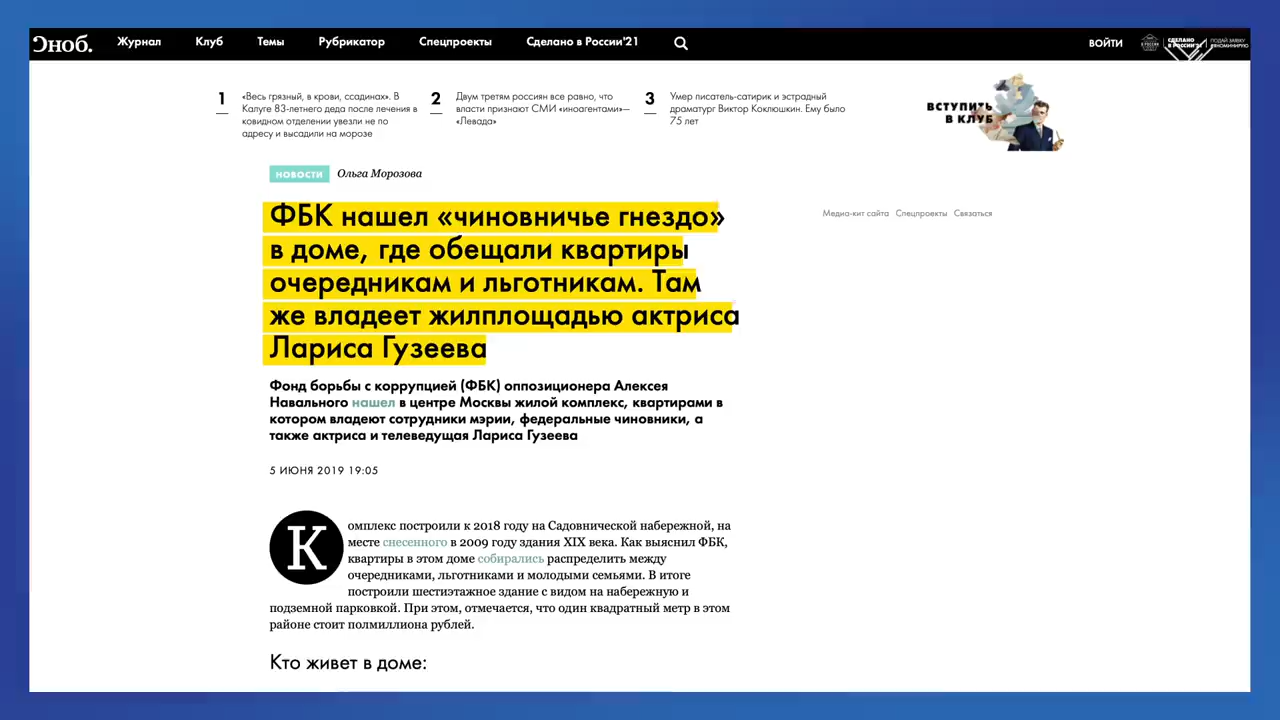 Сноб.
Журнал
Клуб
Темы
Рубрикатор
Спецпроекты
Сделано в России'21
ВОЙТИ
СДЕЛАНО
В РОССИИ'21
1
«Весь грязный, в крови, ссадинах». В
Калуге 83-летнего деда после лечения в
ковидном отделении увезли не по
адресу и высадили на морозе
2
Двум третям россиян все равно, что
власти признают СМИ «иноагентами»—
«Левада»
3
Умер писатель-сатирик и эстрадный
драматург Виктор Коклюшкин. Ему было
75 лет
ВСТУПИТЬ
В КЛУБ
НОВОСТИ
Ольга Морозова
ФБК нашел «чиновничье гнездо»
в доме, где обещали квартиры
очередникам и льготникам. Там
же владеет жилплощадью актриса
Лариса Гузеева
Медиа-кит сайта
Спецпроекты
Связаться
Фонд борьбы с коррупцией (ФБК) оппозиционера Алексея
Навального нашел в центре Москвы жилой комплекс, квартирами в
котором владеют сотрудники мэрии, федеральные чиновники, а
также актриса и телеведущая Лариса Гузеева
5 ИЮНЯ 2019 19:05
Комплекс построили к 2018 году на Садовнической набережной, на
месте снесенного в 2009 году здания XIX века. Как выяснил ФБК,
квартиры в этом доме собирались распределить между
очередниками, льготниками и молодыми семьями. В итоге
построили шестиэтажное здание с видом на набережную и
подземной парковкой. При этом, отмечается, что один квадратный метр в этом
районе стоит полмиллиона рублей.
Кто живет в доме: